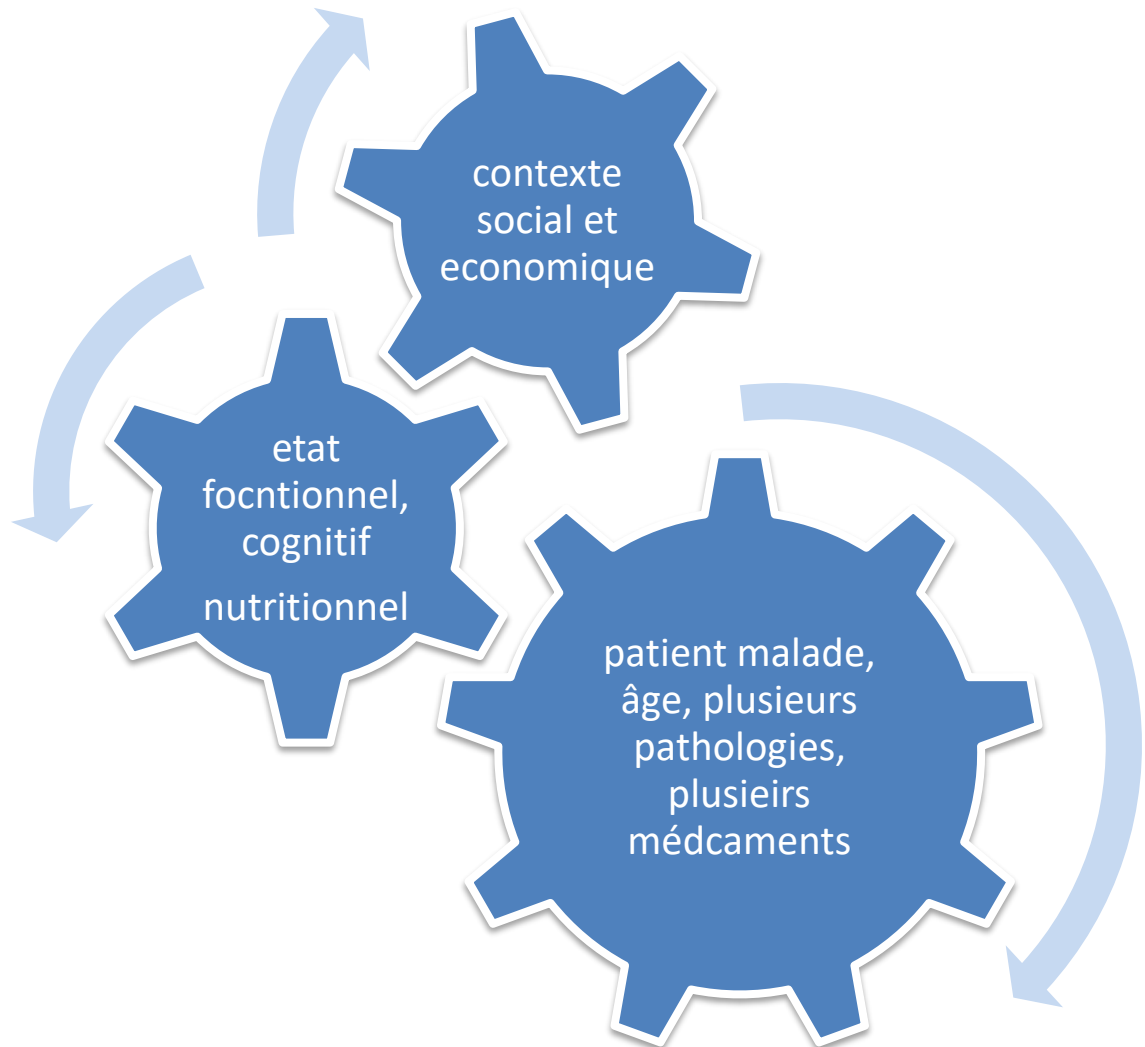 contexte
social et
economique
etat
focntionnel,
cognitif
nutritionnel
patient malade,
âge, plusieurs
pathologies,
plusieirs
médcaments